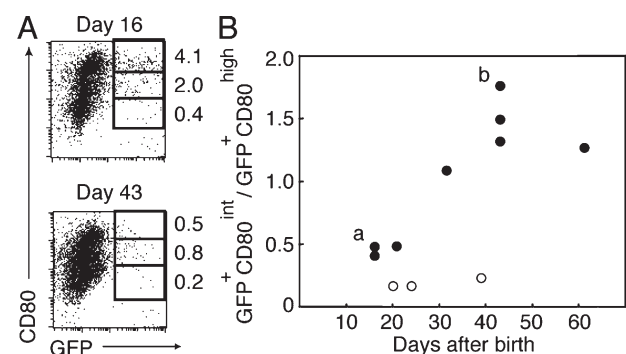 A
Day 16
4.1
2.0
0.4
Day 43
0.5
0.8
0.2
CD80
GFP
B
GFP⁺CD80ⁱⁿᵗ / GFP⁺CD80ʰⁱᵍʰ
2.0
1.5
1.0
0.5
0
b
a
10 20 30 40 50 60
Days after birth